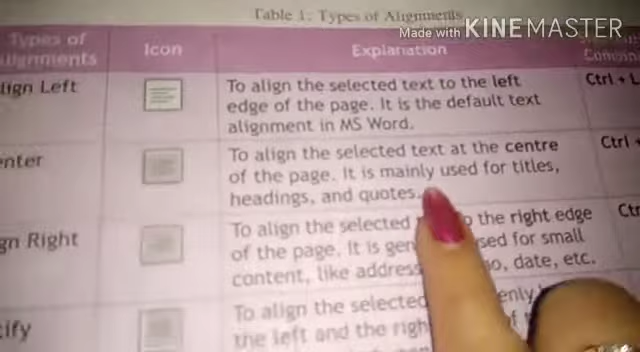 Table 1: Types of Alignments
Made with KINEMASTER
Types of
lignments
Icon
Explanation
lign Left
To align the selected text to the left
edge of the page. It is the default text
alignment in MS Word.
Ctrl + L
enter
To align the selected text at the centre
of the page. It is mainly used for titles,
headings, and quotes.
Ctrl +
gn Right
To align the selected the right edge
of the page. It is gen sed for small
content, like address o, date, etc.
Ctr
ify
To align the selected enly
the left and the righ